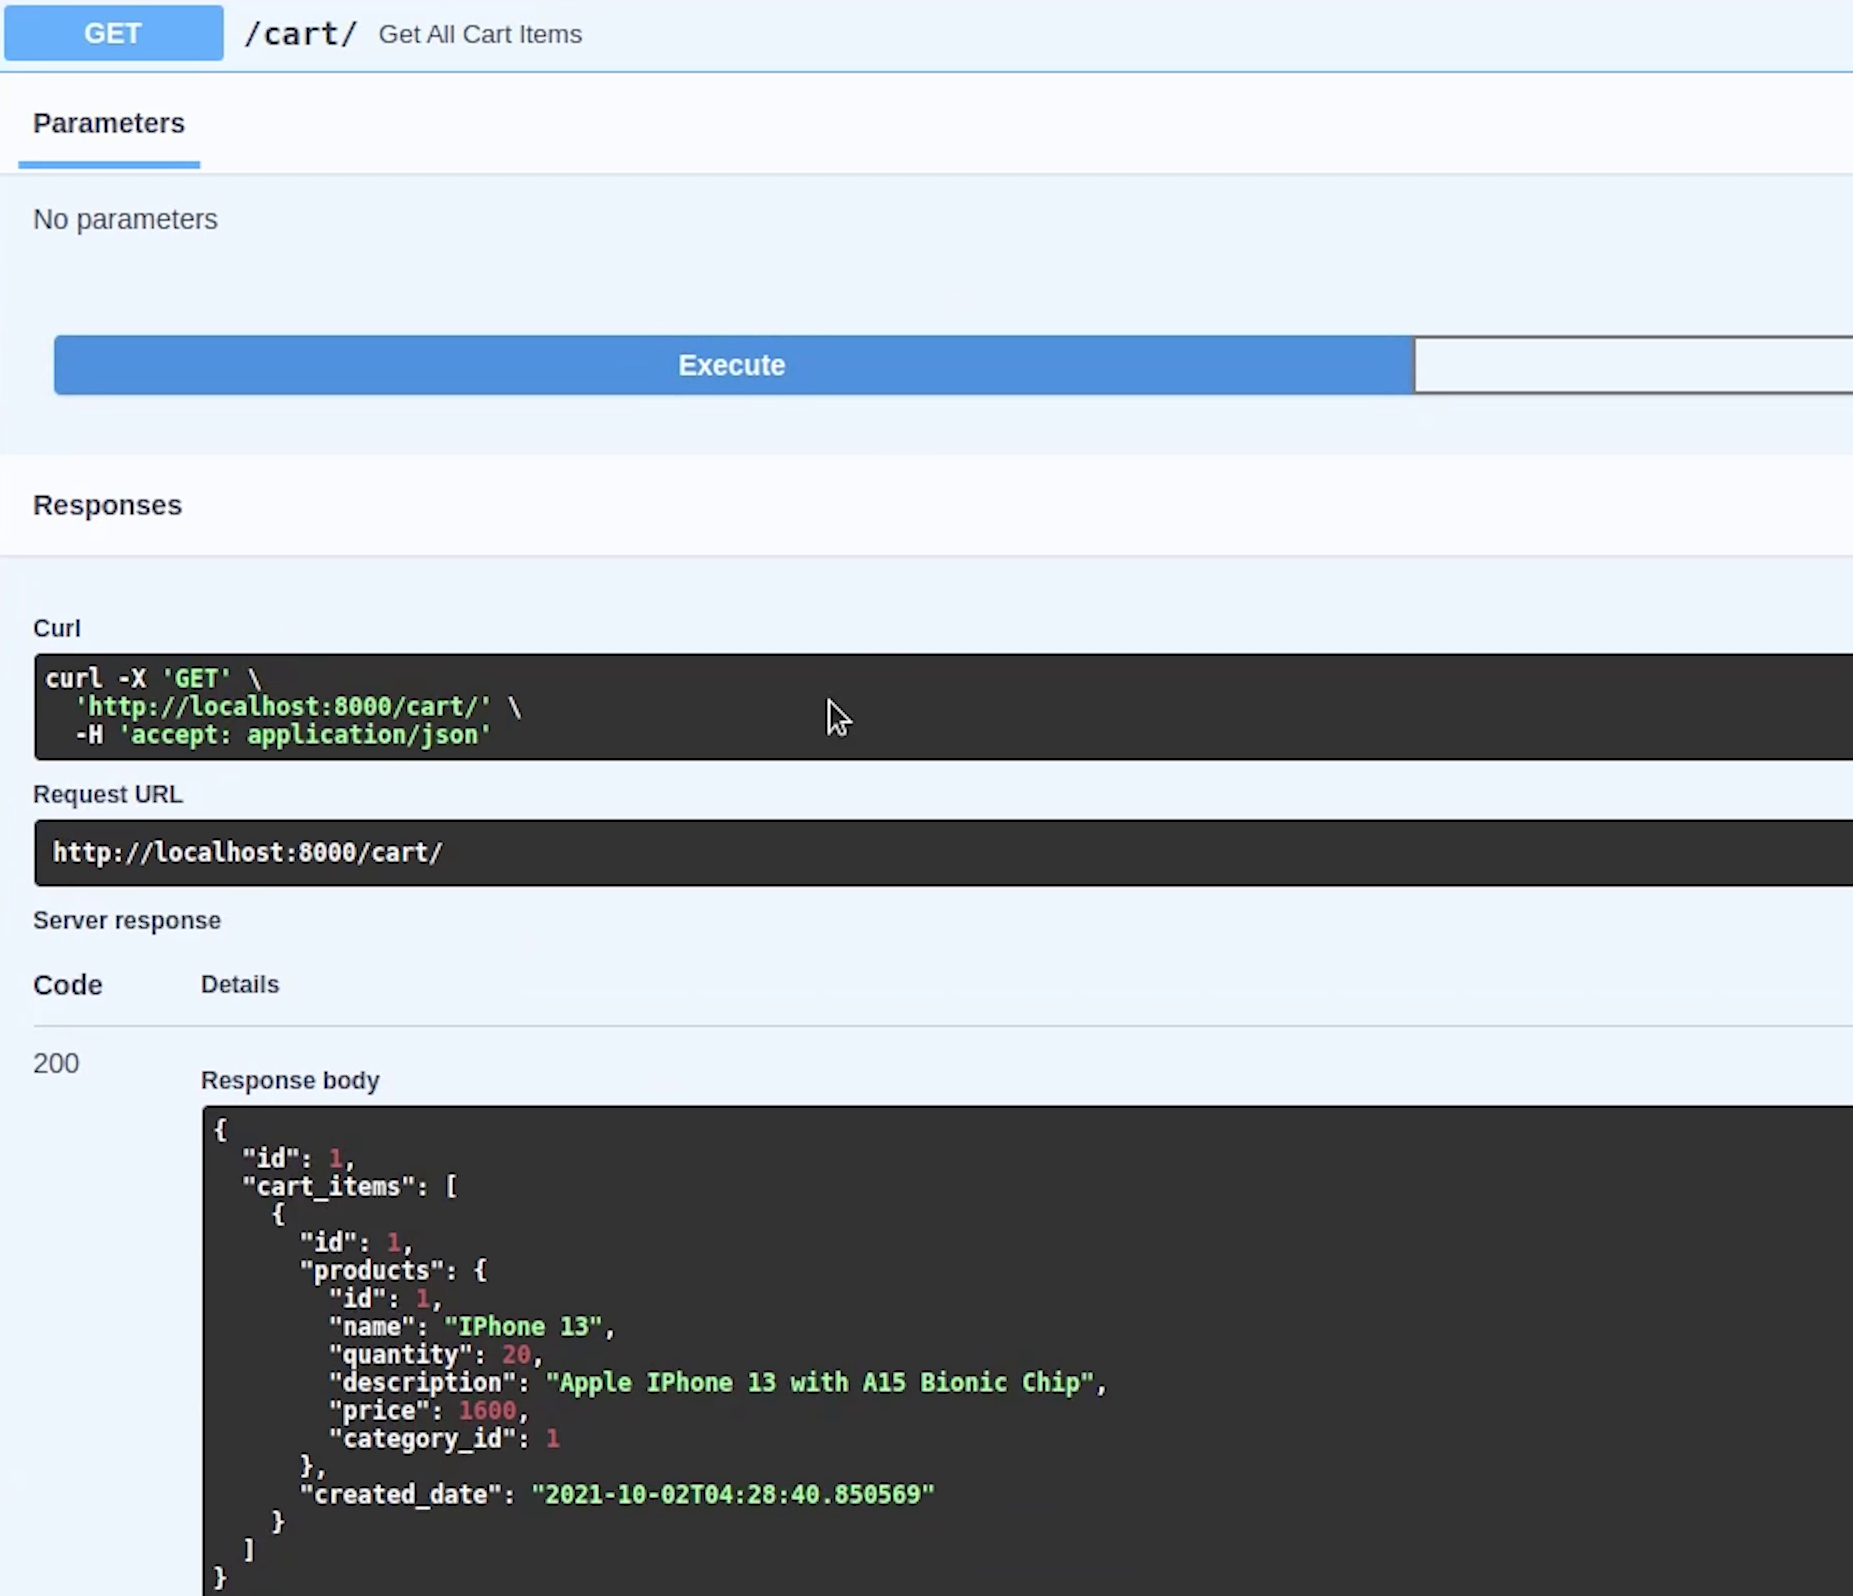 GET /cart/ Get All Cart Items
Parameters
No parameters
Execute
Responses
Curl
curl -X 'GET' \
  'http://localhost:8000/cart/' \
  -H 'accept: application/json'
Request URL
http://localhost:8000/cart/
Server response
Code Details
200
Response body
{
  "id": 1,
  "cart_items": [
    {
      "id": 1,
      "products": {
        "id": 1,
        "name": "IPhone 13",
        "quantity": 20,
        "description": "Apple IPhone 13 with A15 Bionic Chip",
        "price": 1600,
        "category_id": 1
      },
      "created_date": "2021-10-02T04:28:40.850569"
    }
  ]
}